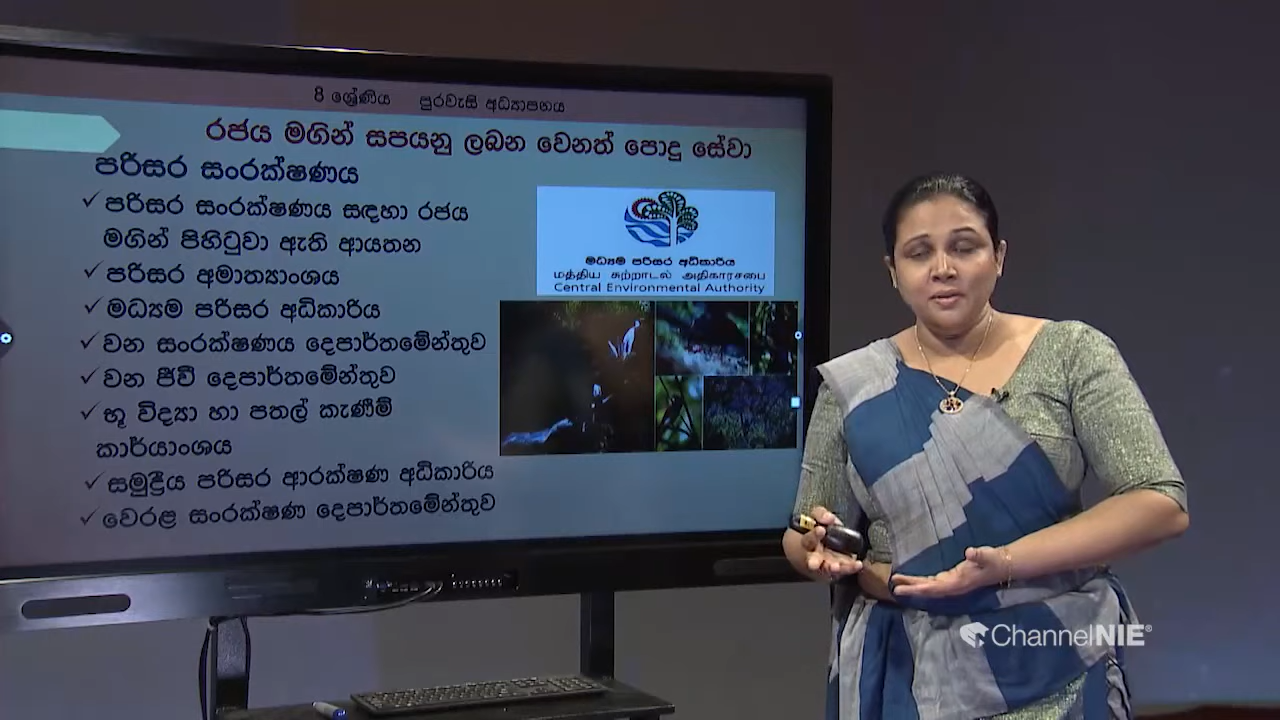 8 ශ්‍රේණිය පුරවැසි අධ්‍යාපනය
රජය මගින් සපයනු ලබන වෙනත් පොදු සේවා
පරිසර සංරක්ෂණය
✓ පරිසර සංරක්ෂණය සඳහා රජය
මගින් පිහිටුවා ඇති ආයතන
✓ පරිසර අමාත්‍යාංශය
✓ මධ්‍යම පරිසර අධිකාරිය
✓ වන සංරක්ෂණය දෙපාර්තමේන්තුව
✓ වන ජීවී දෙපාර්තමේන්තුව
✓ භූ විද්‍යා හා පතල් කැණීම්
කාර්යාංශය
✓ සමුද්‍රීය පරිසර ආරක්ෂණ අධිකාරිය
✓ වෙරළ සංරක්ෂණ දෙපාර්තමේන්තුව
මධ්‍යම පරිසර අධිකාරිය
மத்திய சுற்றாடல் அதிகாரசபை
Central Environmental Authority
ChannelNIE®